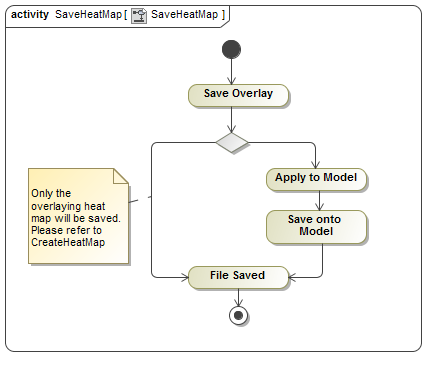 activity SaveHeatMap [ SaveHeatMap ]
Save Overlay
Apply to Model
Only the
overlaying heat
map will be saved.
Please refer to
CreateHeatMap
Save onto
Model
File Saved